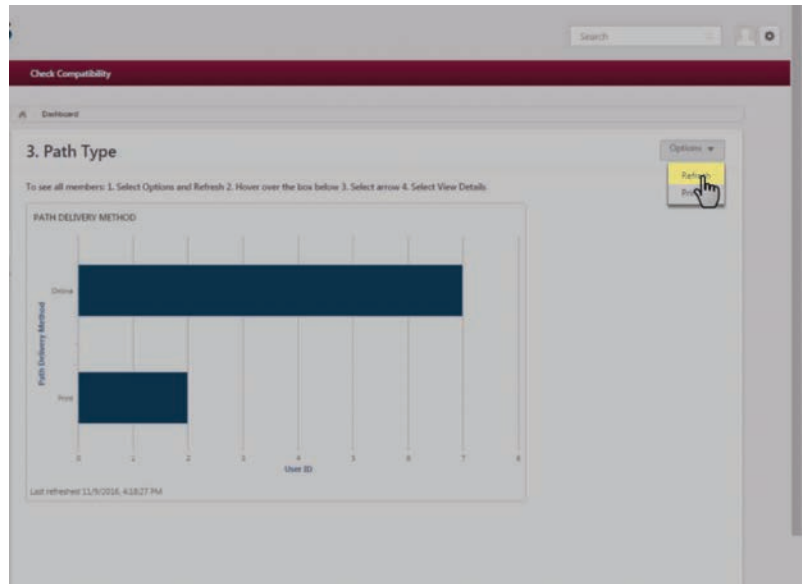 Search
Check Compatibility
Dashboard
3. Path Type
Options
To see all members: 1. Select Options and Refresh 2. Hover over the box below 3. Select arrow 4. Select View Details
Refresh
PATH DELIVERY METHOD
Online
Print
Path Delivery Method
0 1 2 3 4 5 6 7 8
User ID
Last refreshed 11/9/2016, 4:18:27 PM